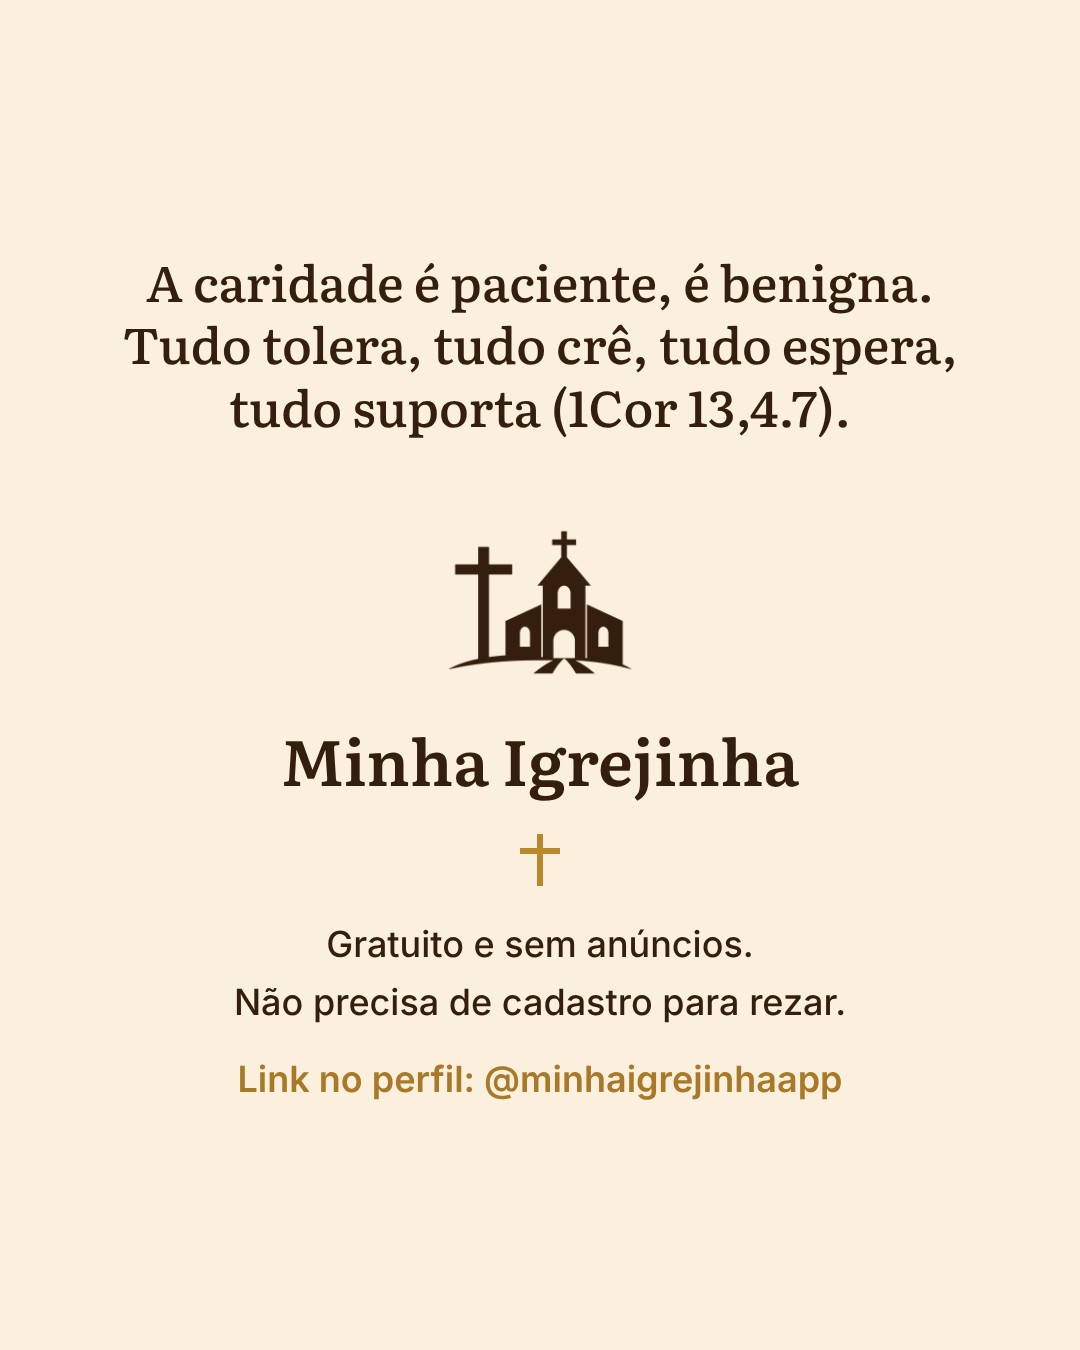 A caridade é paciente, é benigna.
Tudo tolera, tudo crê, tudo espera,
tudo suporta (1Cor 13,4.7).
Minha Igrejinha
Gratuito e sem anúncios.
Não precisa de cadastro para rezar.
Link no perfil: @minhaigrejinhaapp